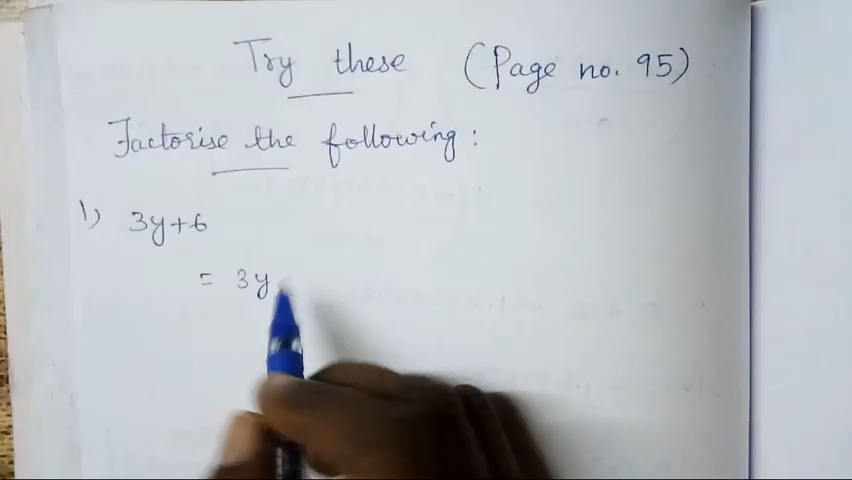 Try these (Page no. 95)
Factorise the following:
1) 3y+6
= 3y